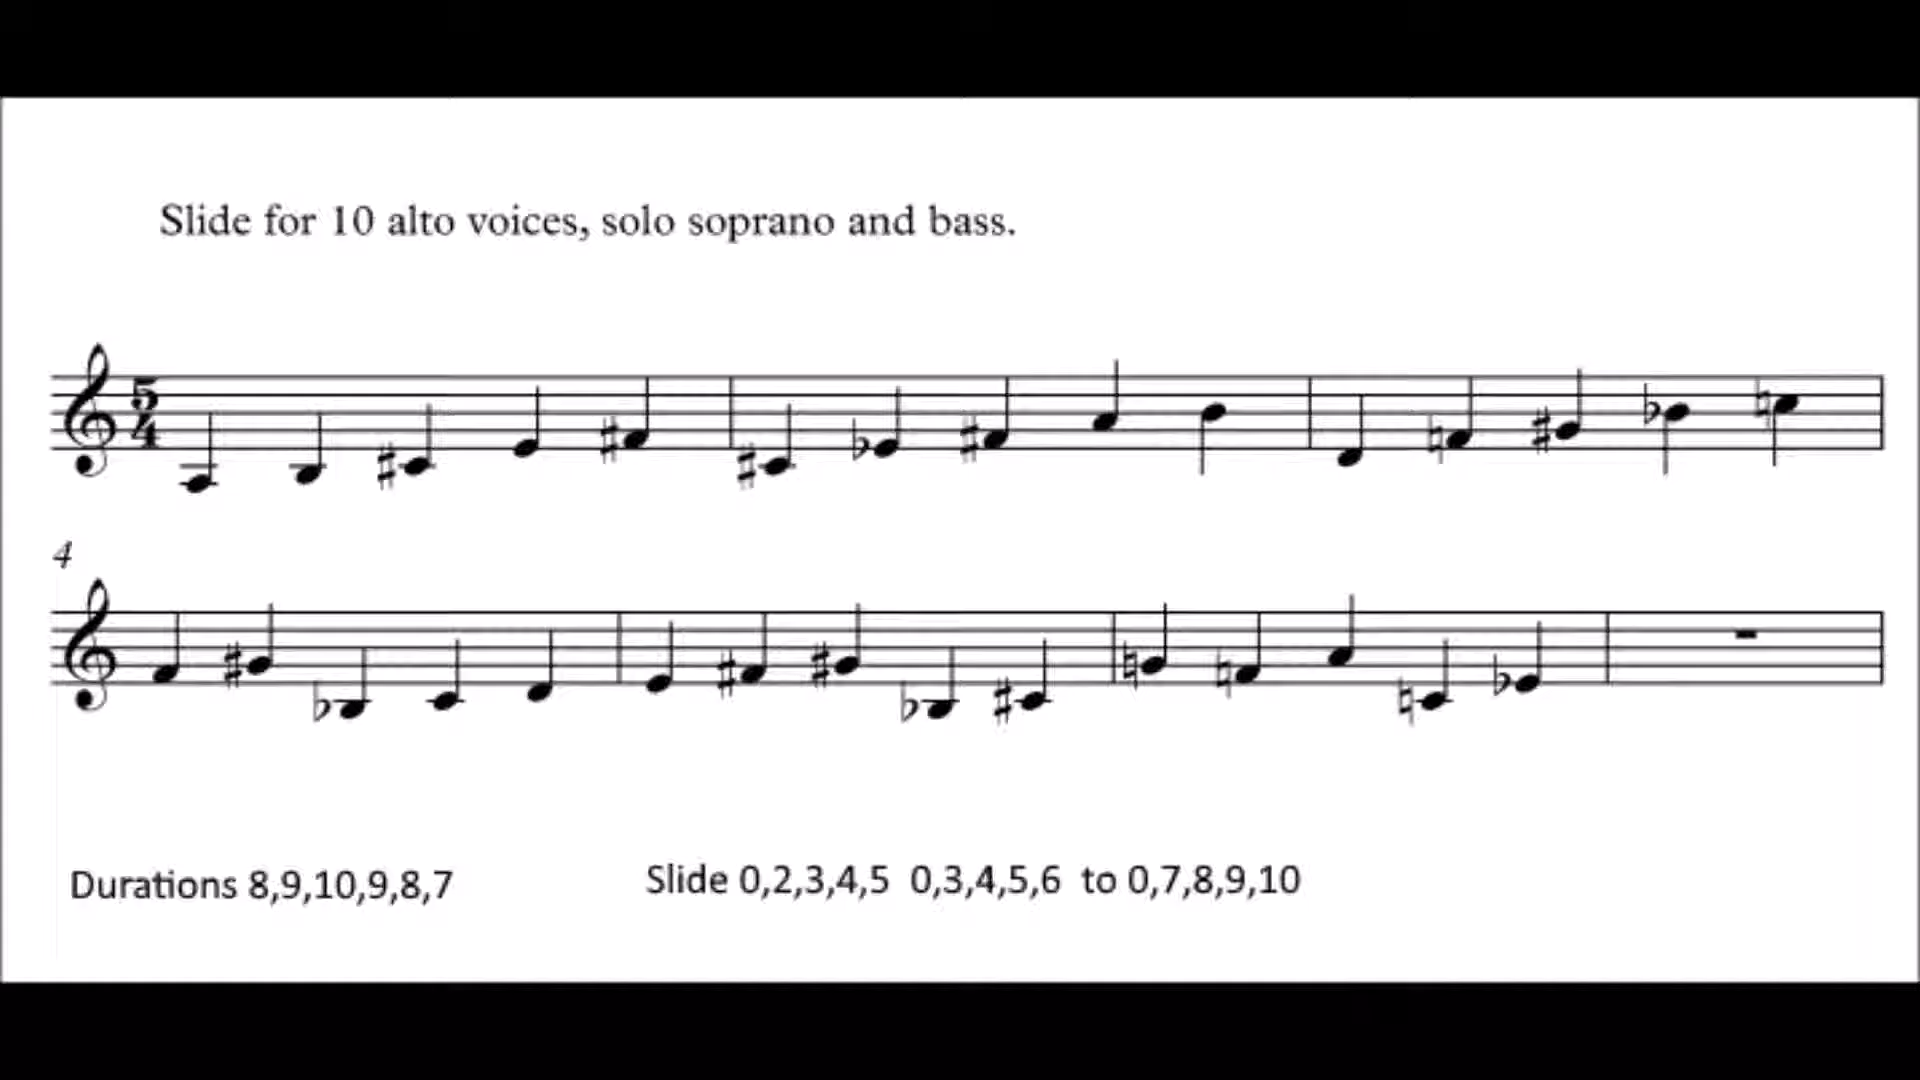 Slide for 10 alto voices, solo soprano and bass.
5
4
4
Durations 8,9,10,9,8,7
Slide 0,2,3,4,5 0,3,4,5,6 to 0,7,8,9,10